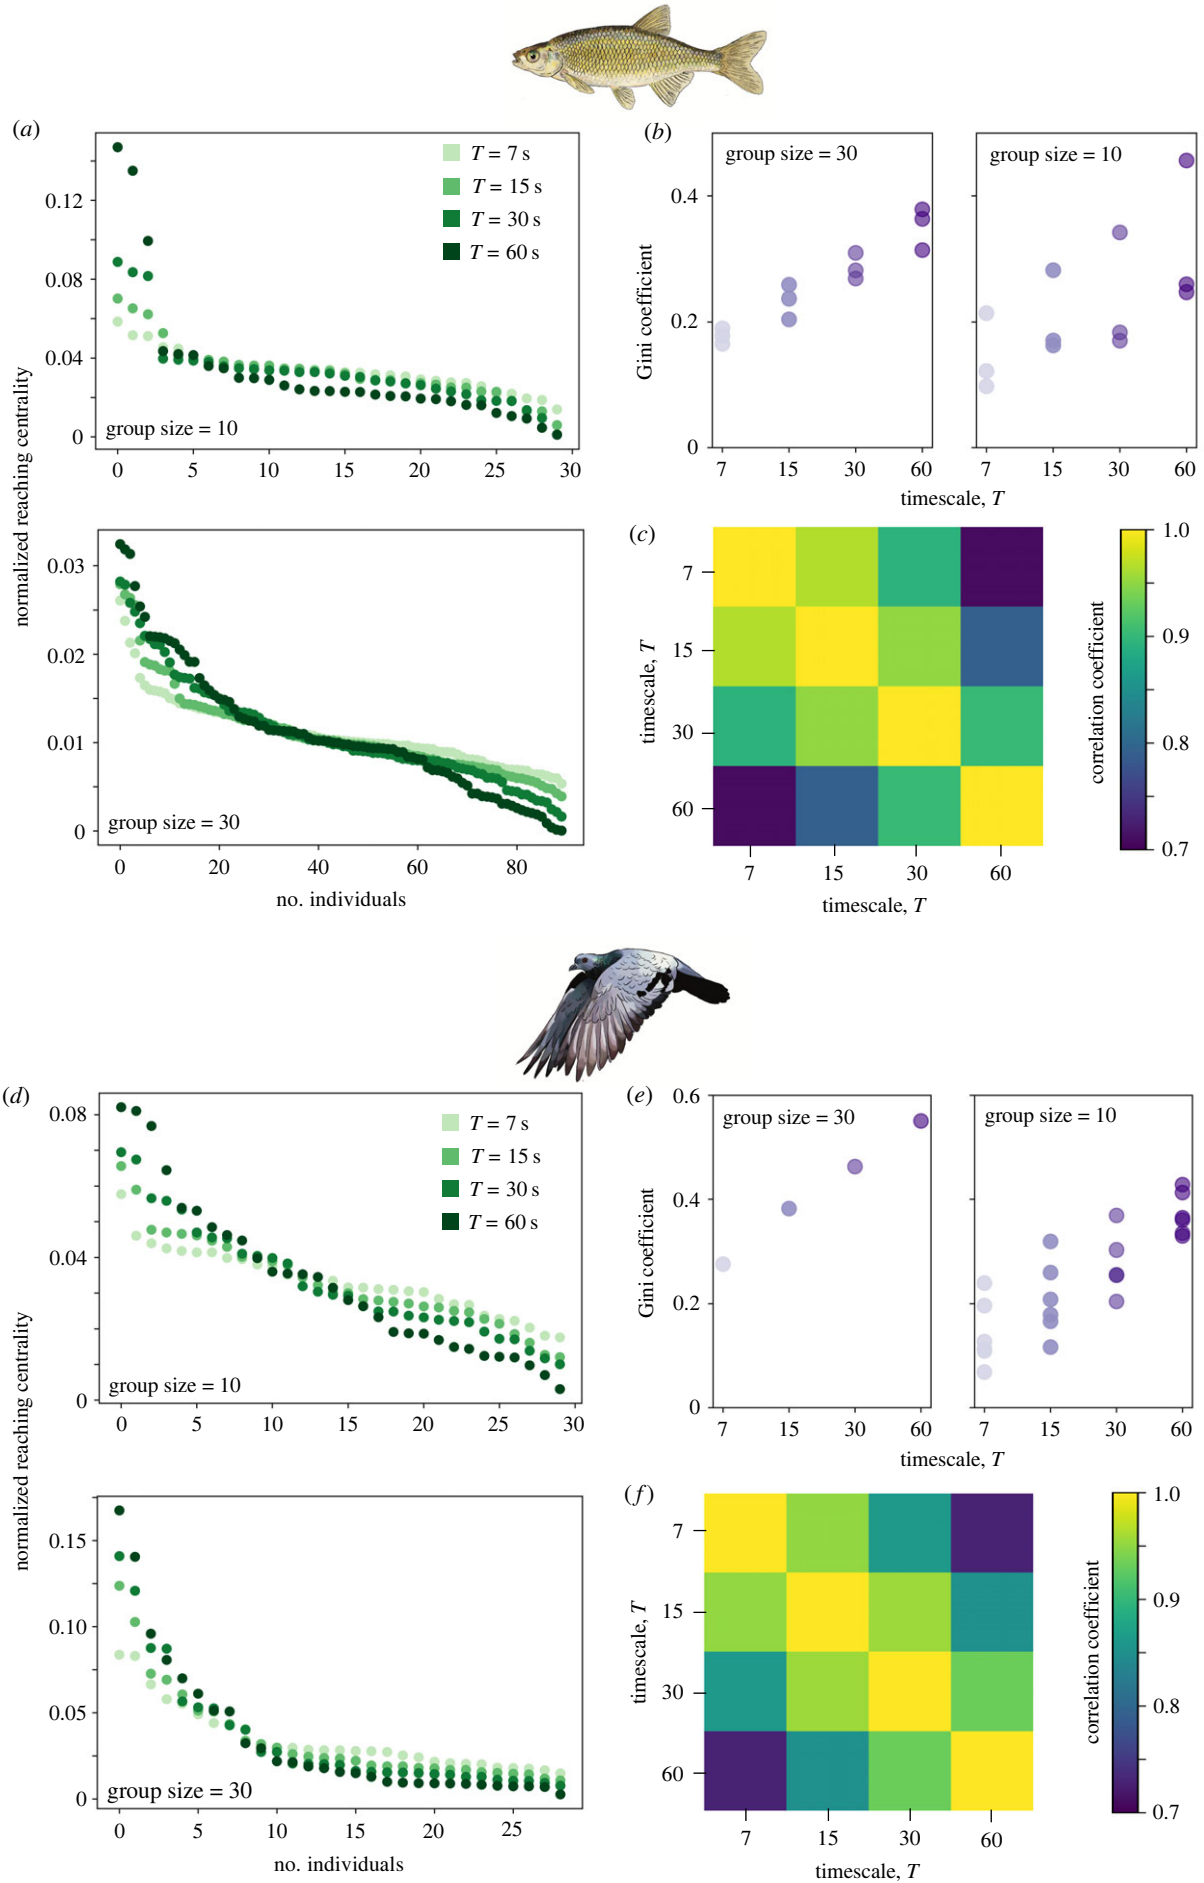 (a)
0.12
0.08
0.04
0
T = 7 s
T = 15 s
T = 30 s
T = 60 s
group size = 10
0 5 10 15 20 25 30
normalized reaching centrality
0.03
0.02
0.01
0
group size = 30
0 20 40 60 80
no. individuals
(b)
Gini coefficient
0.4
0.2
0
group size = 30
7 15 30 60
group size = 10
7 15 30 60
timescale, T
(c)
timescale, T
7
15
30
60
7 15 30 60
timescale, T
correlation coefficient
1.0
0.9
0.8
0.7
(d)
0.08
0.04
0
T = 7 s
T = 15 s
T = 30 s
T = 60 s
group size = 10
0 5 10 15 20 25 30
normalized reaching centrality
0.15
0.10
0.05
0
group size = 30
0 5 10 15 20 25
no. individuals
(e)
Gini coefficient
0.6
0.4
0.2
0
group size = 30
7 15 30 60
group size = 10
7 15 30 60
timescale, T
(f)
timescale, T
7
15
30
60
7 15 30 60
timescale, T
correlation coefficient
1.0
0.9
0.8
0.7